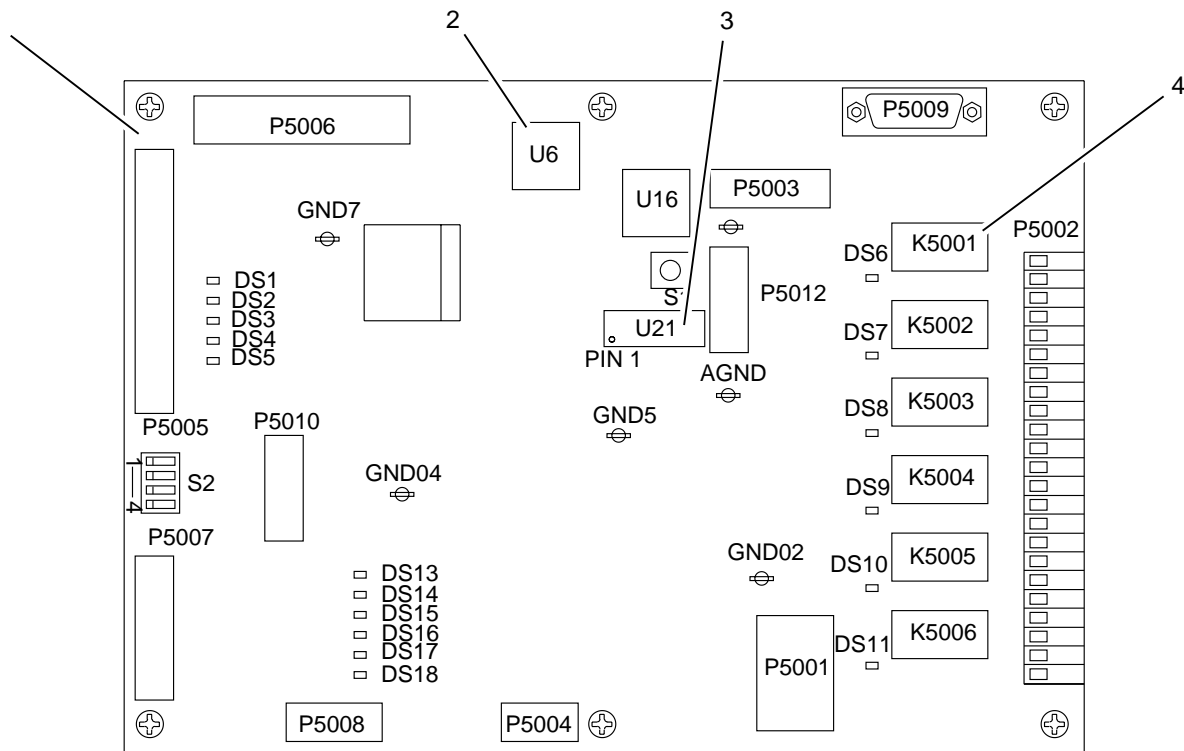 2
3
4
P5006
U6
P5009
U16
P5003
GND7
K5001
P5002
DS6
DS1
DS2
DS3
DS4
DS5
S
P5012
U21
PIN 1
DS7
K5002
AGND
DS8
K5003
P5005
P5010
GND5
1
4
S2
GND04
DS9
K5004
P5007
GND02
DS10
K5005
DS13
DS14
DS15
DS16
DS17
DS18
DS11
K5006
P5001
P5008
P5004